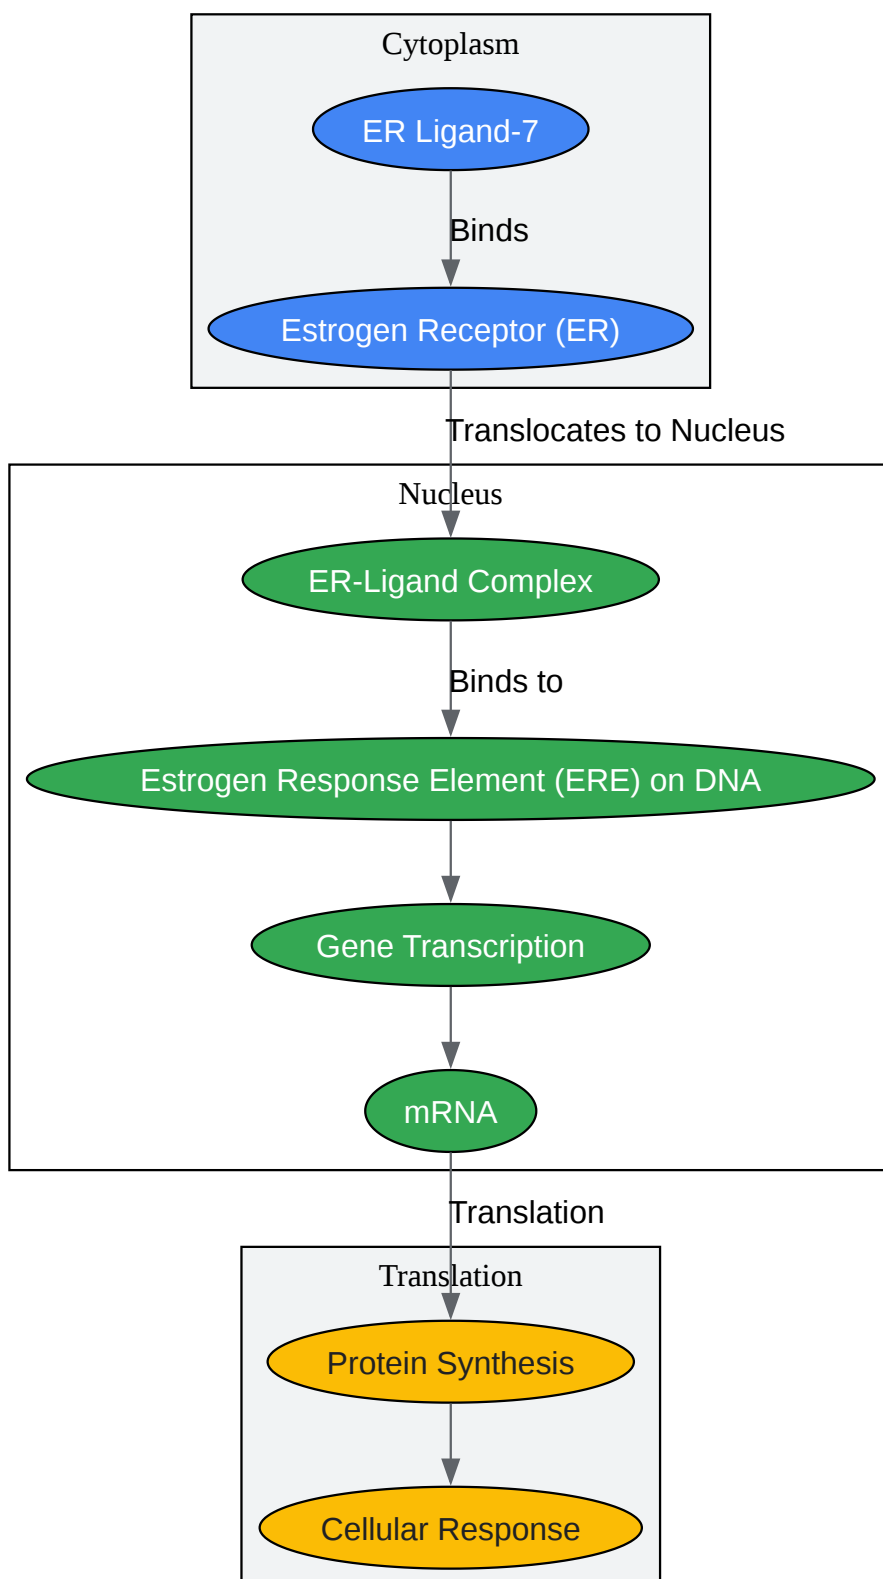 Cytoplasm
ER Ligand-7
Binds
Estrogen Receptor (ER)
Translocates to Nucleus
Nucleus
ER-Ligand Complex
Binds to
Estrogen Response Element (ERE) on DNA
Gene Transcription
mRNA
Translation
Translation
Protein Synthesis
Cellular Response